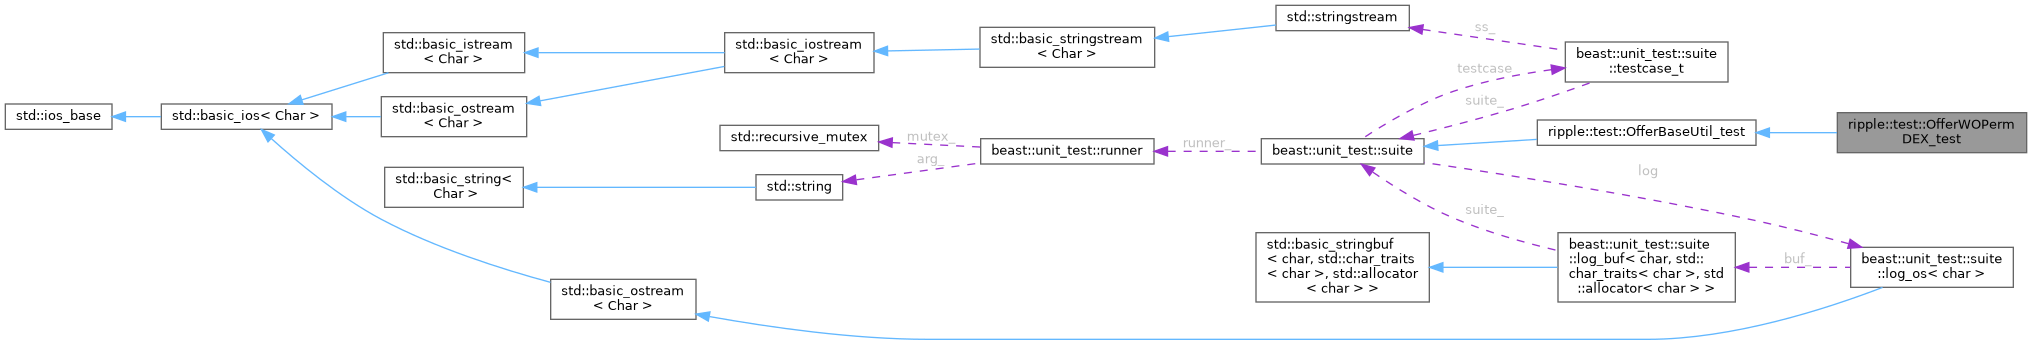 std::stringstream
ss_
std::basic_istream
< Char >
std::basic_iostream
< Char >
std::basic_stringstream
< Char >
beast::unit_test::suite
::testcase_t
testcase
suite_
std::ios_base
std::basic_ios< Char >
std::basic_ostream
< Char >
std::recursive_mutex
mutex_
arg_
beast::unit_test::runner
runner_
beast::unit_test::suite
ripple::test::OfferBaseUtil_test
ripple::test::OfferWOPerm
DEX_test
std::basic_string<
Char >
std::string
log
suite_
std::basic_stringbuf
< char, std::char_traits
< char >, std::allocator
< char > >
beast::unit_test::suite
::log_buf< char, std::
char_traits< char >, std
::allocator< char > >
buf_
beast::unit_test::suite
::log_os< char >
std::basic_ostream
< Char >